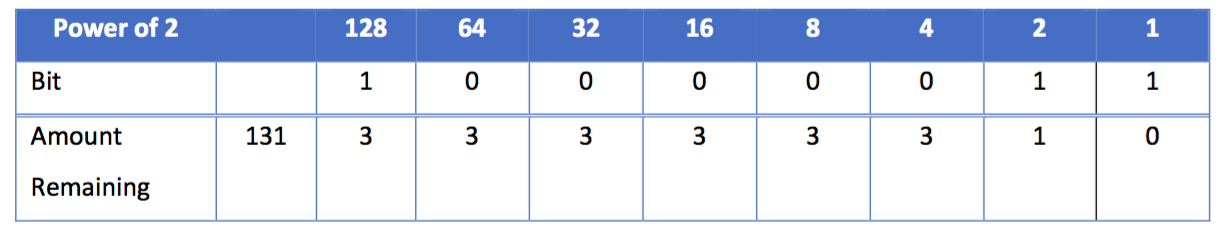 Power of 2 128 64 32 16 8 4 2 1
Bit 1 0 0 0 0 0 1 1
Amount 131 3 3 3 3 3 3 1 0
Remaining